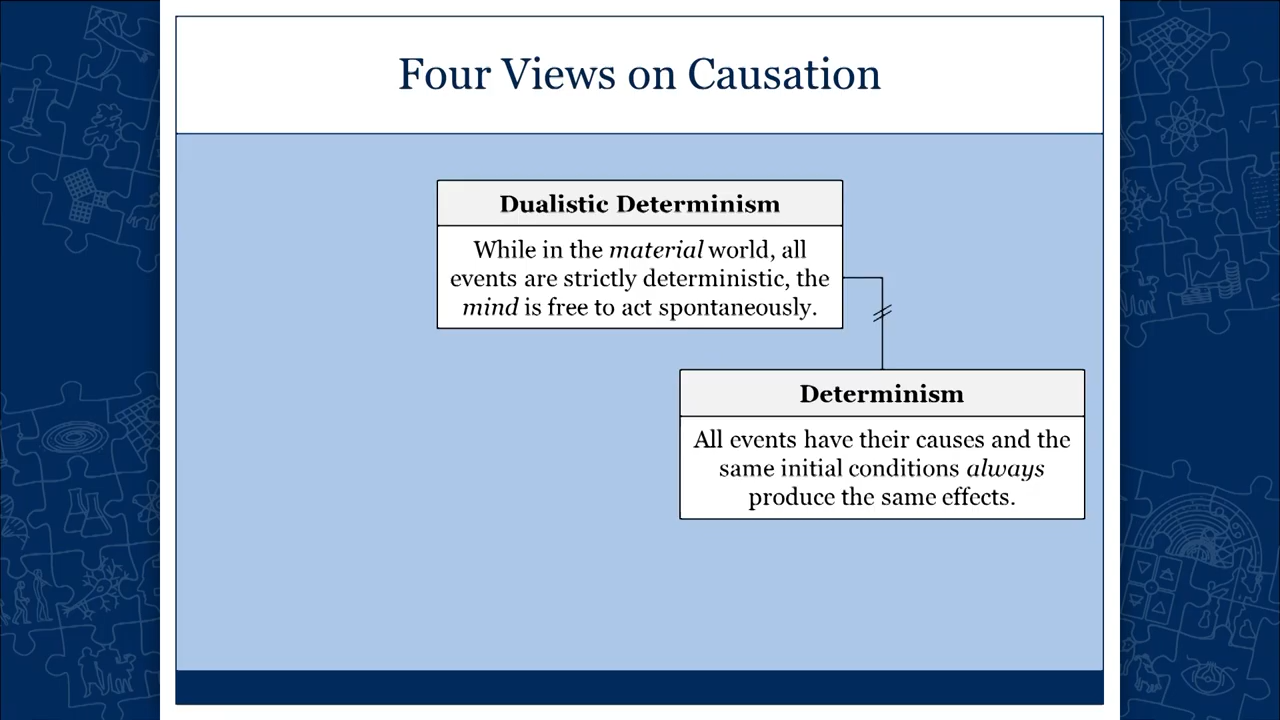 Four Views on Causation
Dualistic Determinism
While in the material world, all
events are strictly deterministic, the
mind is free to act spontaneously.
Determinism
All events have their causes and the
same initial conditions always
produce the same effects.